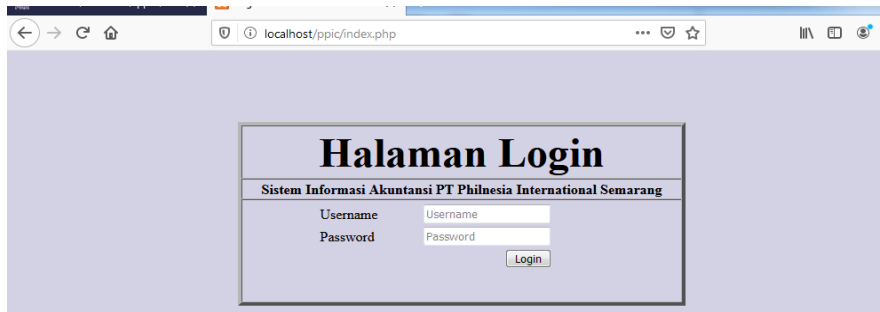 localhost/ppic/index.php
Halaman Login
Sistem Informasi Akuntansi PT Philnesia International Semarang
Username Username
Password Password
Login